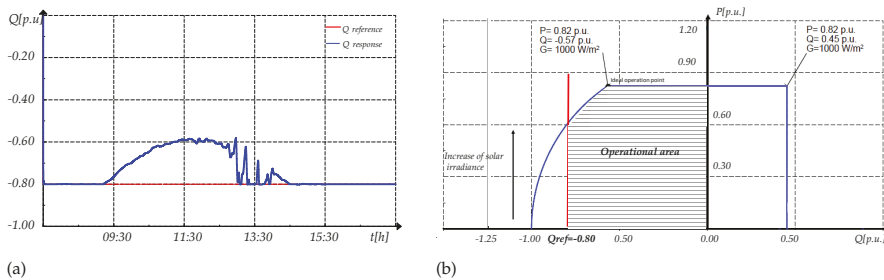 Q[p.u]
-0.20
-0.40
-0.60
-0.80
-1.00
09:30
11:30
13:30
15:30
t[h]
Q reference
Q response
(a)
P[p.u.]
1.20
0.90
0.60
0.30
P= 0.82 p.u.
Q= -0.57 p.u.
G= 1000 W/m²
Ideal operation point
P= 0.82 p.u.
Q= 0.45 p.u.
G=1000 W/m²
Operational area
Increase of solar
irradiance
-1.25
-1.00
Qref=-0.80
0.50
0.00
0.50
Q[p.u.]
(b)